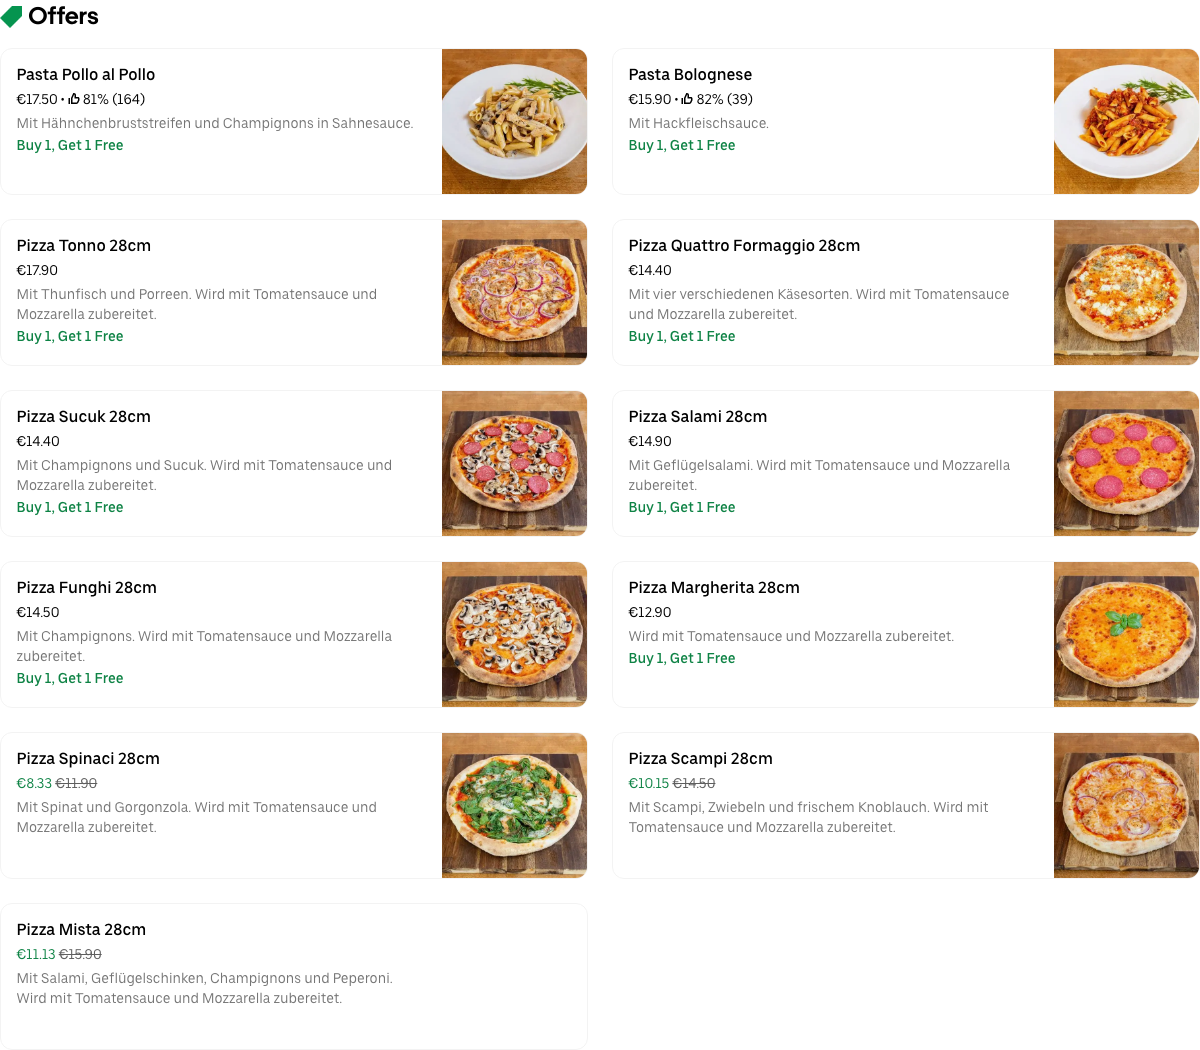 Offers
Pasta Pollo al Pollo
€17.50 • 81% (164)
Mit Hähnchenbruststreifen und Champignons in Sahnesauce.
Buy 1, Get 1 Free
Pasta Bolognese
€15.90 • 82% (39)
Mit Hackfleischsauce.
Buy 1, Get 1 Free
Pizza Tonno 28cm
€17.90
Mit Thunfisch und Porreen. Wird mit Tomatensauce und
Mozzarella zubereitet.
Buy 1, Get 1 Free
Pizza Quattro Formaggio 28cm
€14.40
Mit vier verschiedenen Käsesorten. Wird mit Tomatensauce
und Mozzarella zubereitet.
Buy 1, Get 1 Free
Pizza Sucuk 28cm
€14.40
Mit Champignons und Sucuk. Wird mit Tomatensauce und
Mozzarella zubereitet.
Buy 1, Get 1 Free
Pizza Salami 28cm
€14.90
Mit Geflügelsalami. Wird mit Tomatensauce und Mozzarella
zubereitet.
Buy 1, Get 1 Free
Pizza Funghi 28cm
€14.50
Mit Champignons. Wird mit Tomatensauce und Mozzarella
zubereitet.
Buy 1, Get 1 Free
Pizza Margherita 28cm
€12.90
Wird mit Tomatensauce und Mozzarella zubereitet.
Buy 1, Get 1 Free
Pizza Spinaci 28cm
€8.33 €11.90
Mit Spinat und Gorgonzola. Wird mit Tomatensauce und
Mozzarella zubereitet.
Pizza Scampi 28cm
€10.15 €14.50
Mit Scampi, Zwiebeln und frischem Knoblauch. Wird mit
Tomatensauce und Mozzarella zubereitet.
Pizza Mista 28cm
€11.13 €15.90
Mit Salami, Geflügelschinken, Champignons und Peperoni.
Wird mit Tomatensauce und Mozzarella zubereitet.